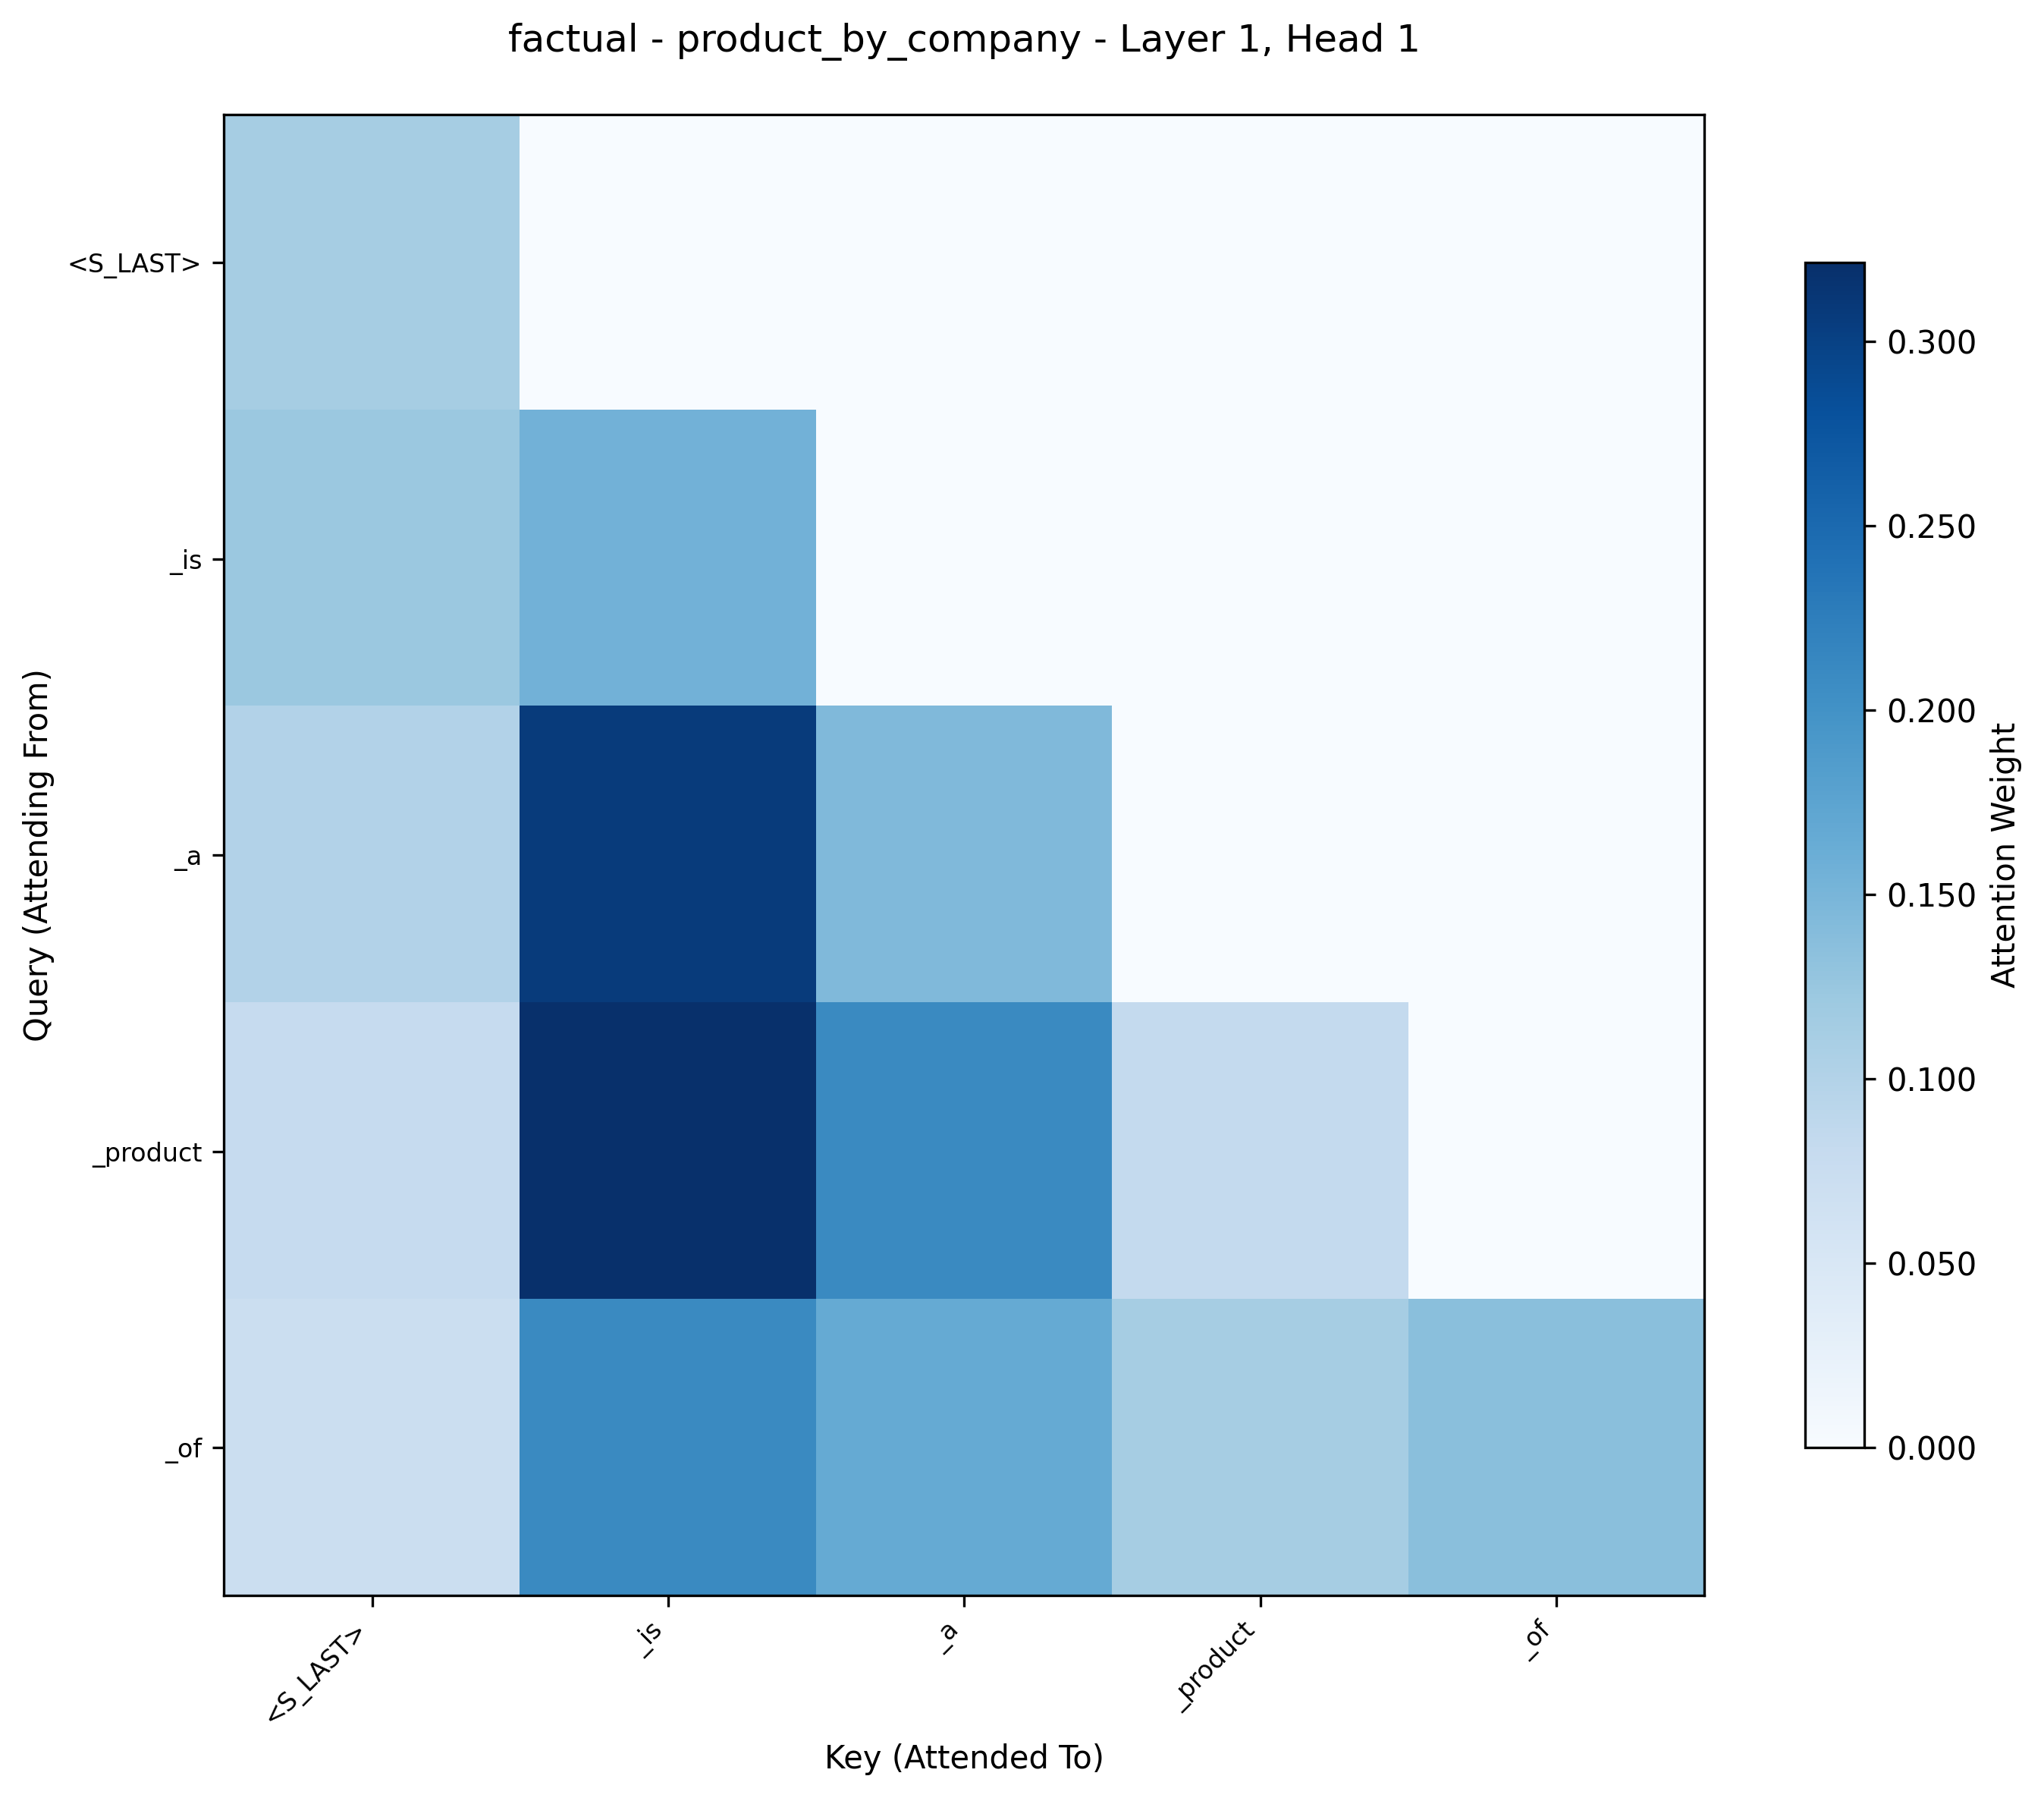 factual - product_by_company - Layer 1, Head 1
Query (Attending From)
<S_LAST>
_is
_a
_product
_of
<S_LAST>
_is
_a
_product
_of
Key (Attended To)
0.300
0.250
0.200
0.150
0.100
0.050
0.000
Attention Weight